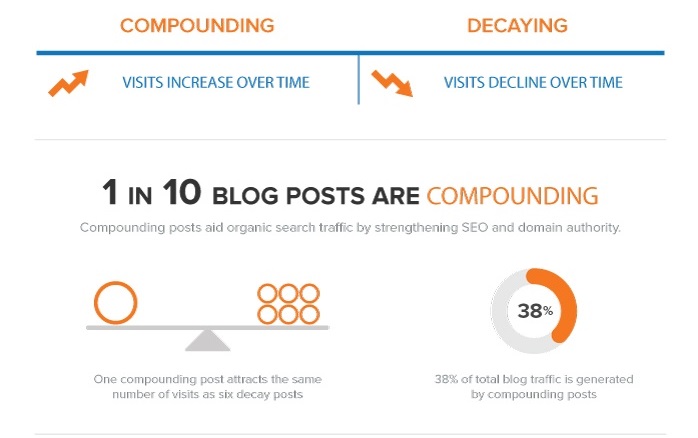 COMPOUNDING
DECAYING
VISITS INCREASE OVER TIME
VISITS DECLINE OVER TIME
1 IN 10 BLOG POSTS ARE COMPOUNDING
Compounding posts aid organic search traffic by strengthening SEO and domain authority.
38%
One compounding post attracts the same
number of visits as six decay posts
38% of total blog traffic is generated
by compounding posts